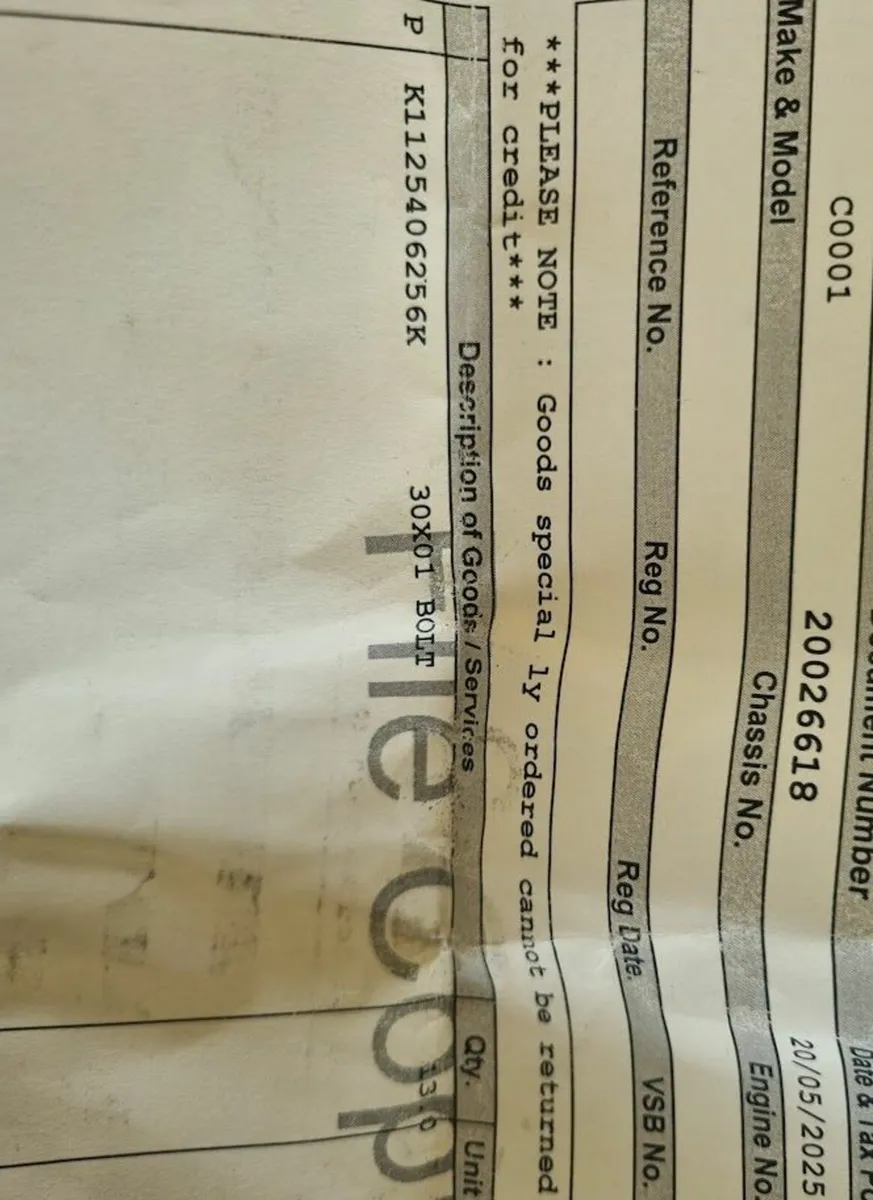 Document Number
Date & Tax
C0001 20026618 20/05/2025
Make & Model Chassis No. Engine No
Reference No. Reg No. Reg Date. VSB No.
***PLEASE NOTE : Goods special ly ordered cannot be returned
for credit***
Description of Goods / Services Qty. Unit
P K1125406256K 30X01 BOLT
File Cop